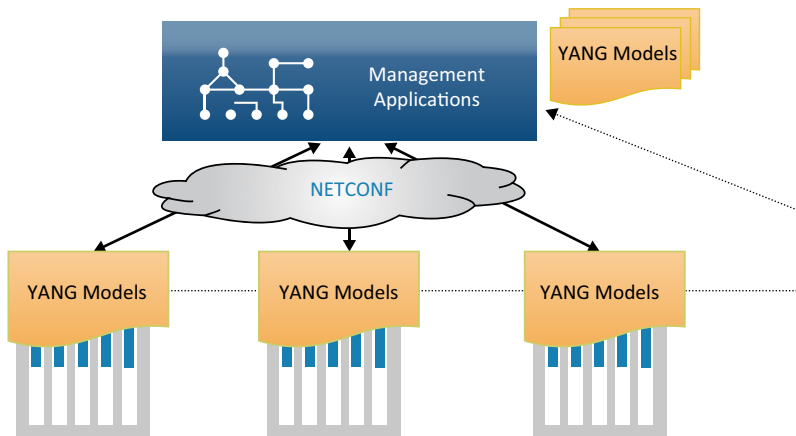 Management
Applications
YANG Models
NETCONF
YANG Models
YANG Models
YANG Models